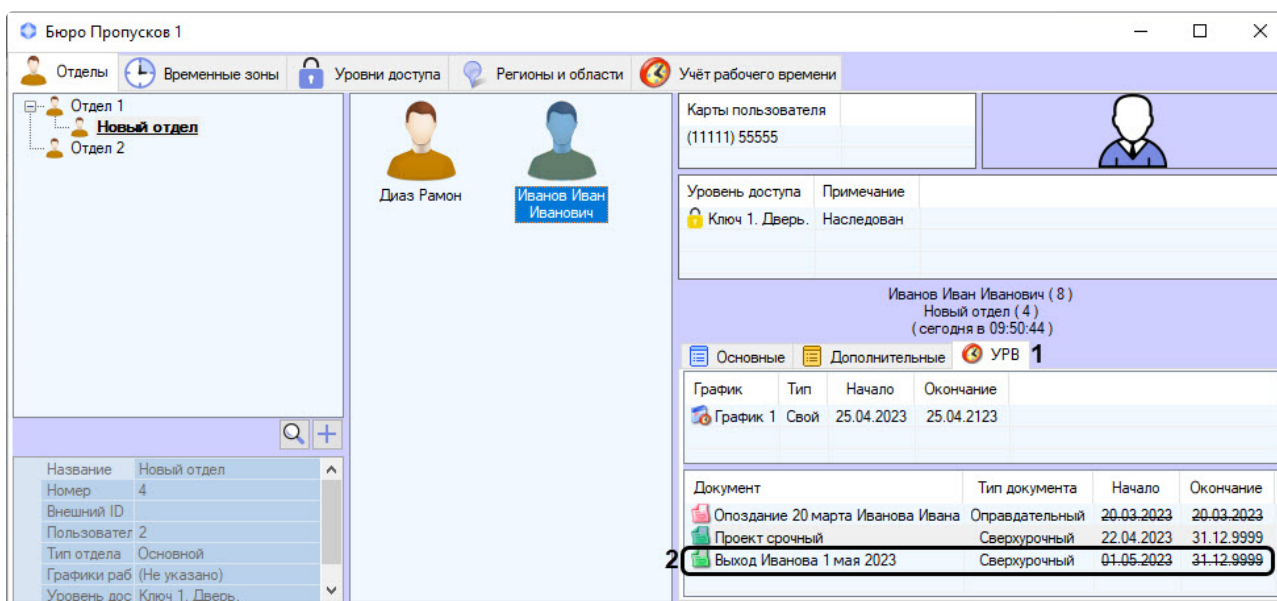 Бюро Пропусков 1
Отделы Временные зоны Уровни доступа Регионы и области Учёт рабочего времени
Отдел 1
Новый отдел
Отдел 2
Диаз Рамон
Иванов Иван
Иванович
Карты пользователя
(11111) 55555
Уровень доступа Примечание
Ключ 1. Дверь. Наследован
Иванов Иван Иванович ( 8 )
Новый отдел ( 4 )
( сегодня в 09:50:44 )
Основные Дополнительные УРВ 1
График Тип Начало Окончание
График 1 Свой 25.04.2023 25.04.2123
Документ Тип документа Начало Окончание
Опоздание 20 марта Иванова Ивана Оправдательный 20.03.2023 20.03.2023
Проект срочный Сверхурочный 22.04.2023 31.12.9999
2 Выход Иванова 1 мая 2023 Сверхурочный 01.05.2023 31.12.9999
Название Новый отдел
Номер 4
Внешний ID
Пользовател 2
Тип отдела Основной
Графики раб (Не указано)
Уровень дос Ключ 1. Дверь.